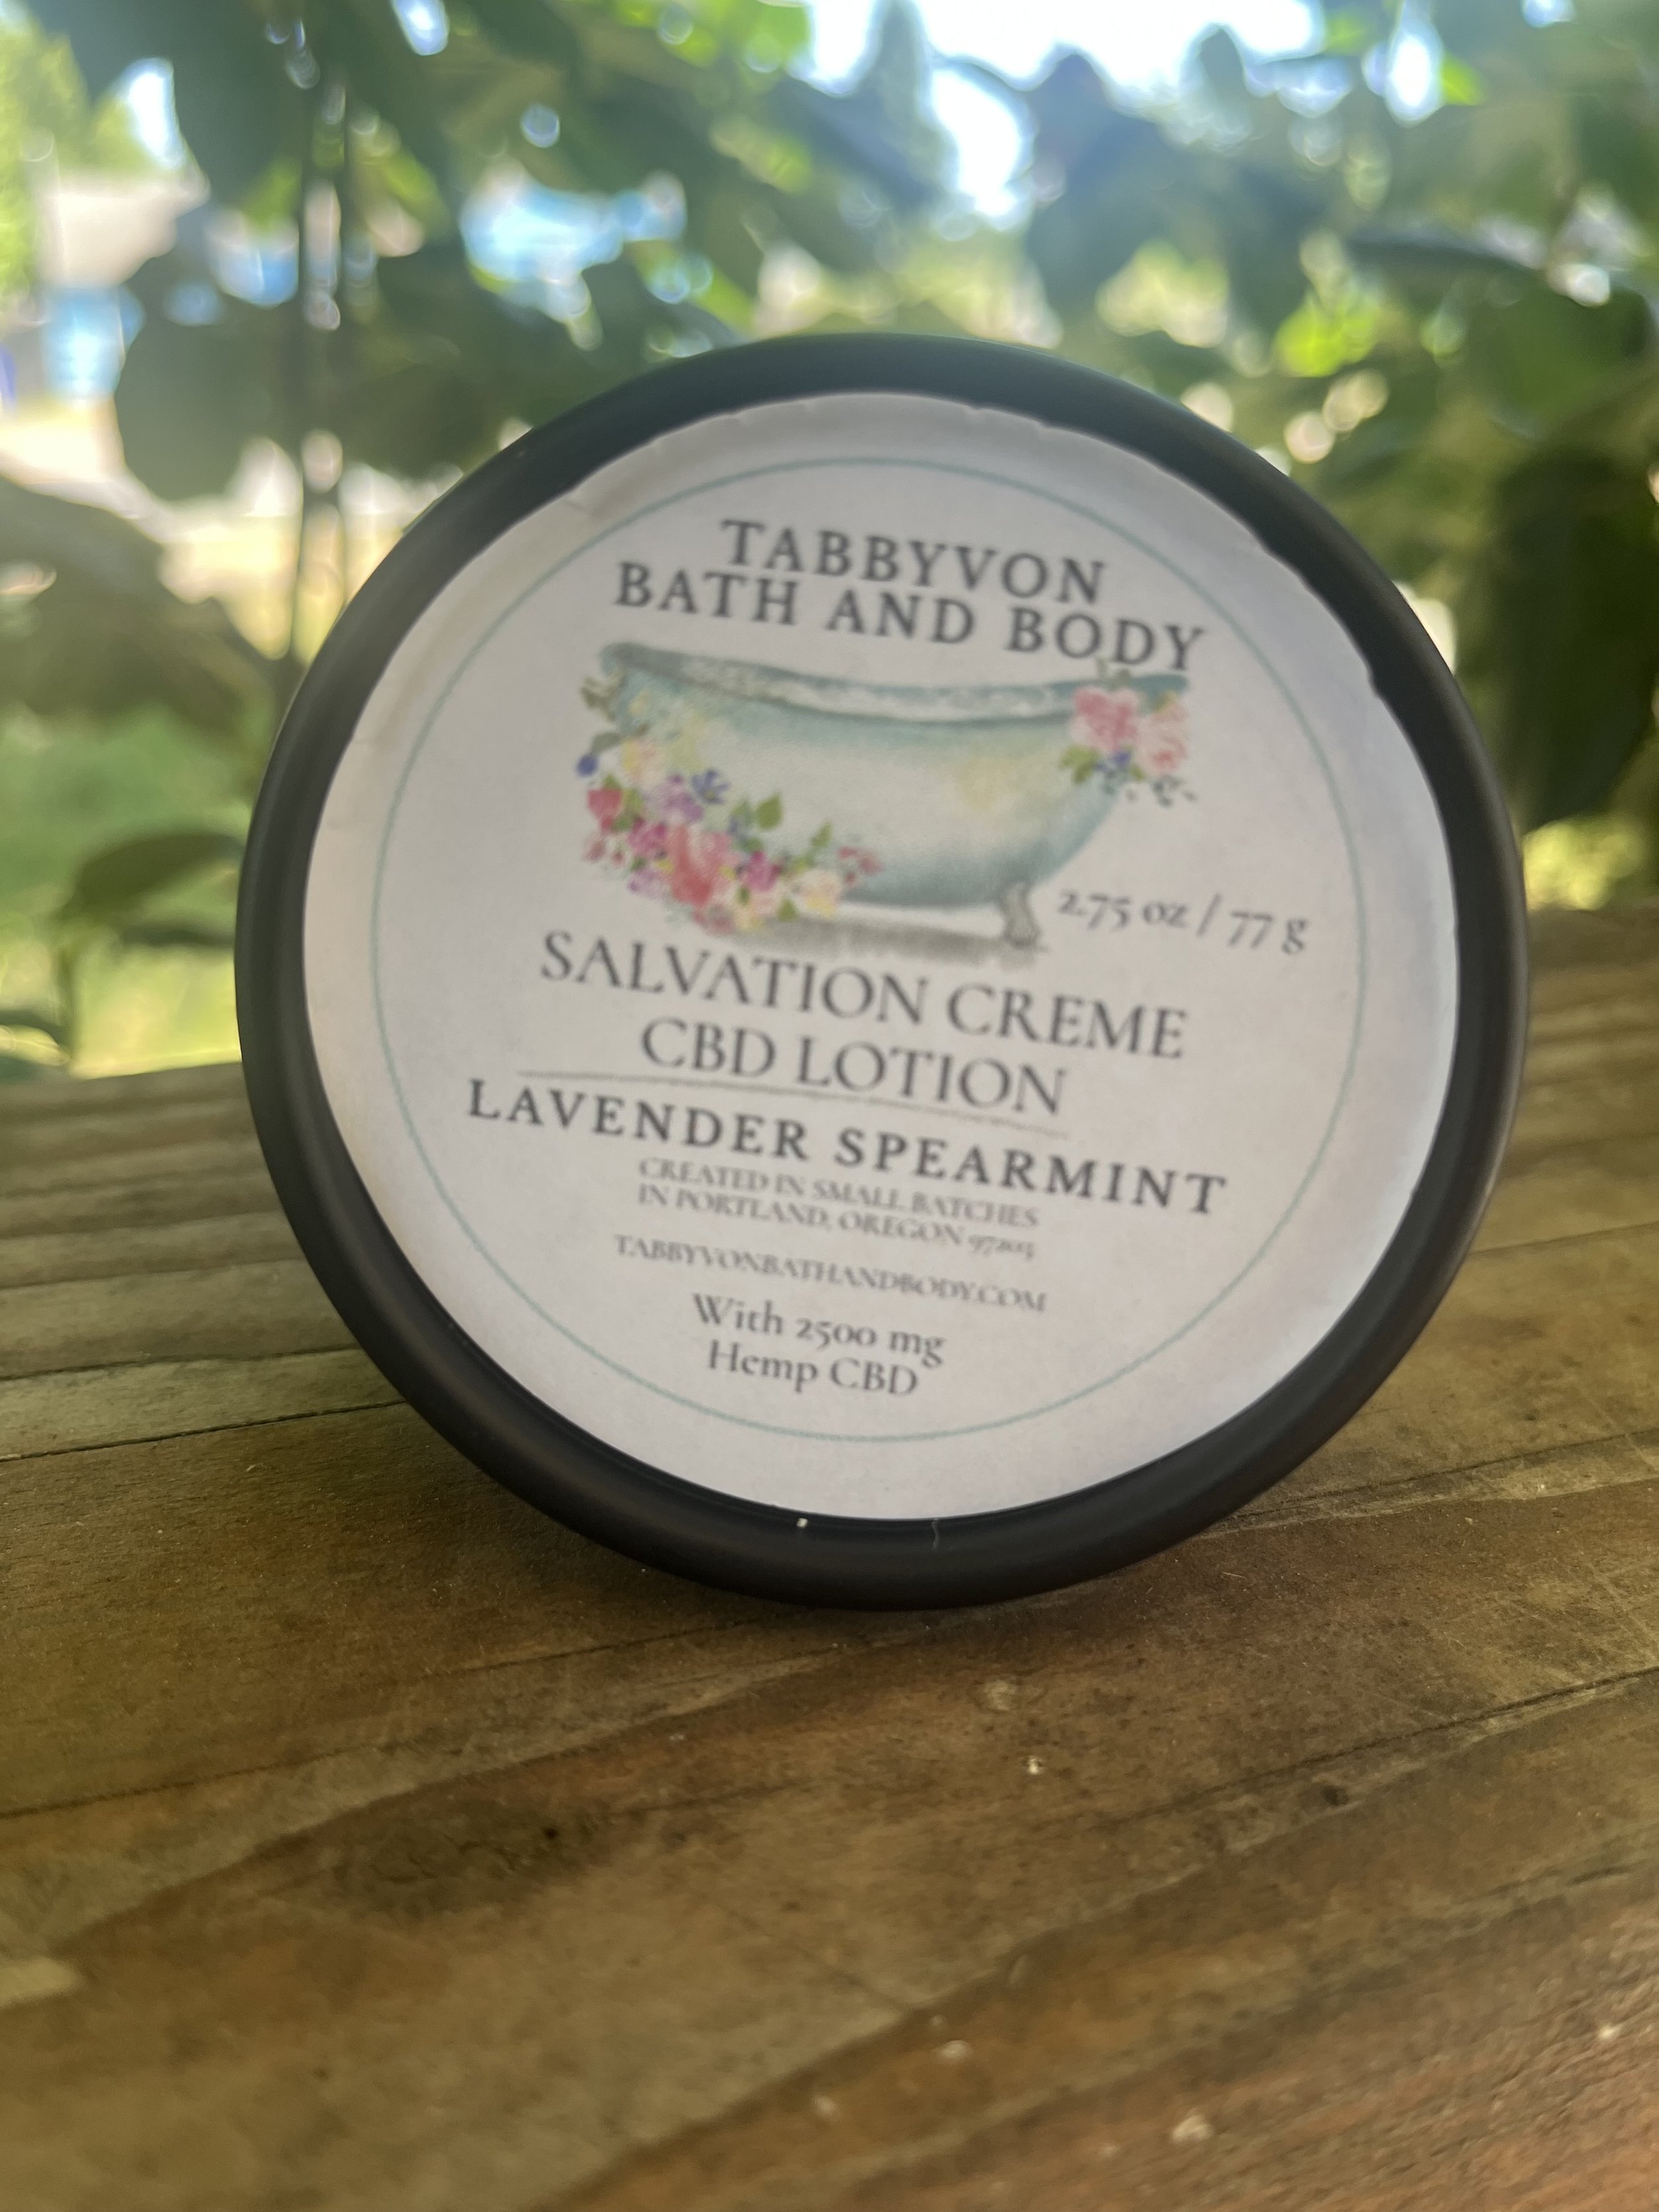 TABBYVON
BATH AND BODY
2.75 oz / 77 g
SALVATION CREME
CBD LOTION
LAVENDER SPEARMINT
CREATED IN SMALL BATCHES
IN PORTLAND, OREGON
TABBYVONBATHANDBODY.COM
With 2500 mg
Hemp CBD